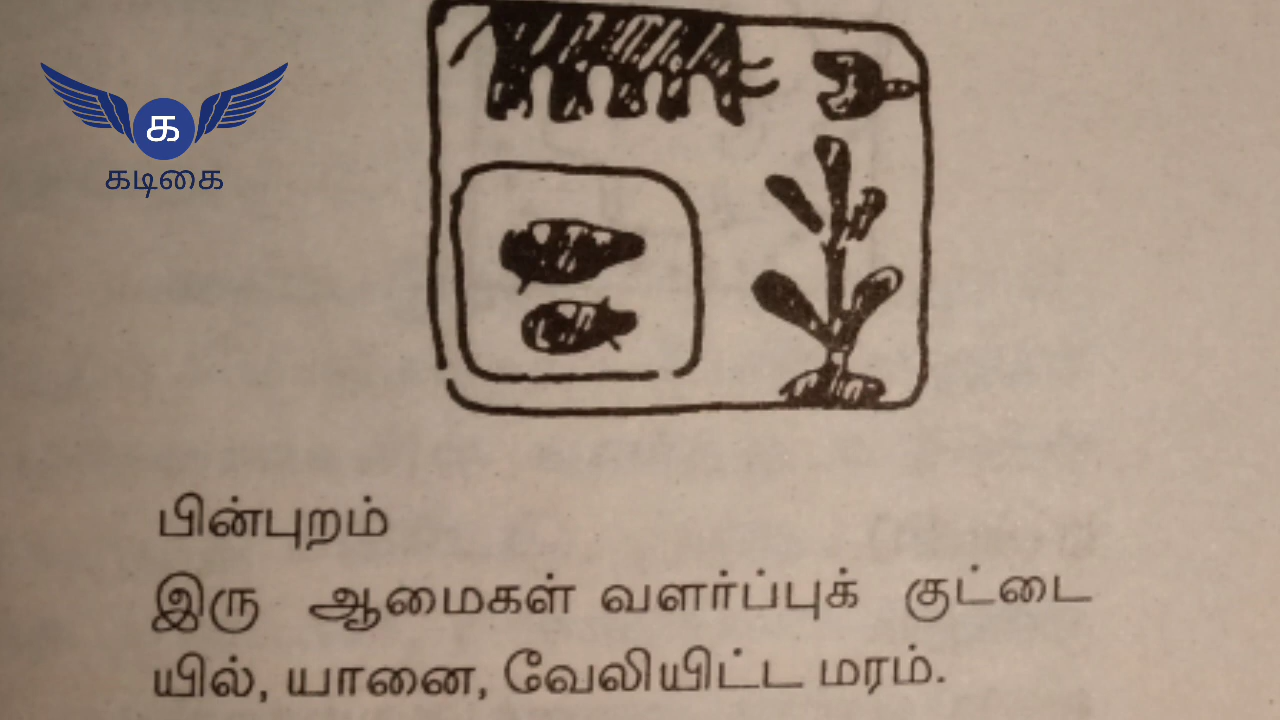 க
கடிகை
பின்புறம்
இரு ஆமைகள் வளர்ப்புக் குட்டை
யில், யானை, வேலியிட்ட மரம்.